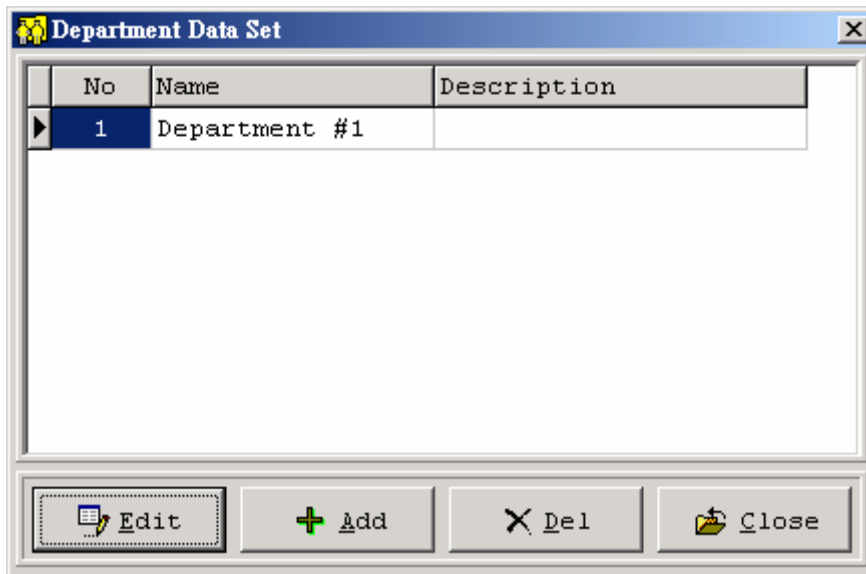 Department Data Set
No Name Description
1 Department #1
Edit Add Del Close